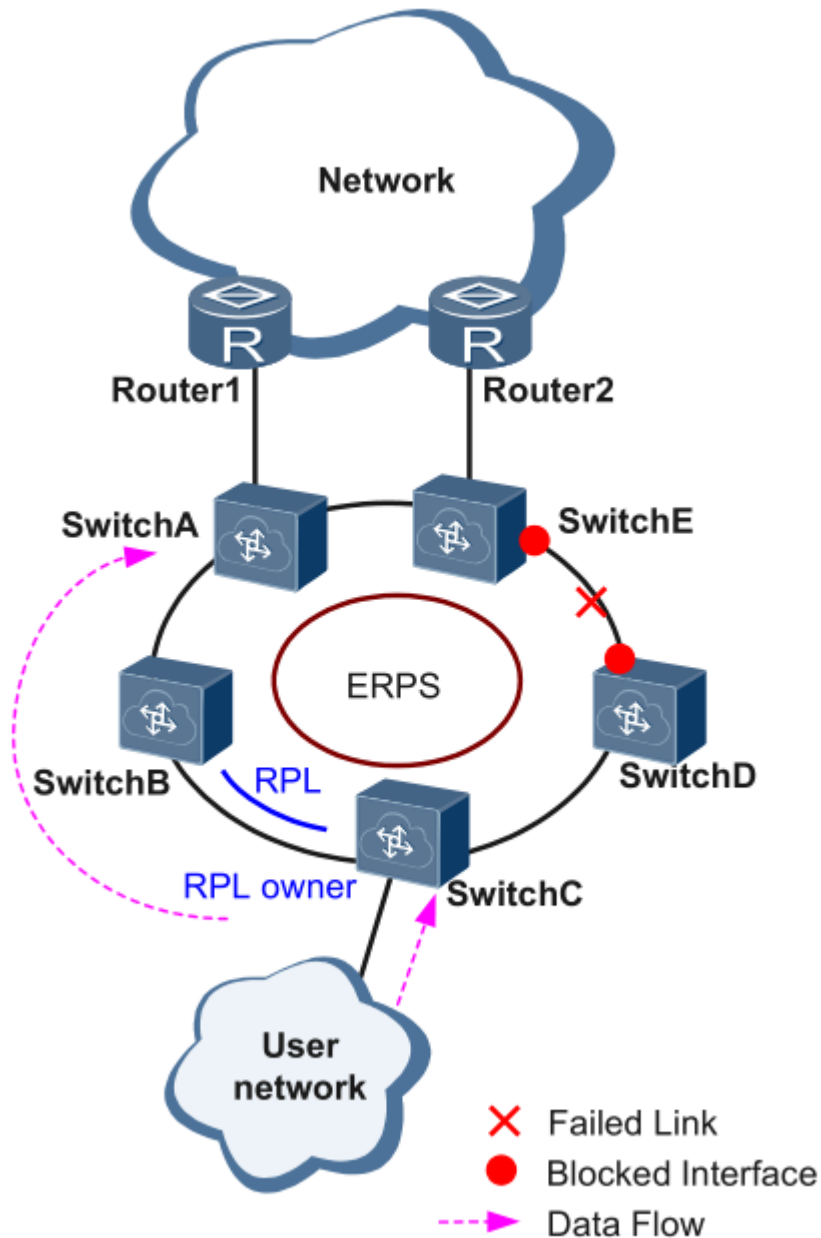 Network
R
R
Router1
Router2
SwitchA
SwitchE
ERPS
SwitchB
RPL
SwitchD
RPL owner
SwitchC
User
network
Failed Link
Blocked Interface
Data Flow